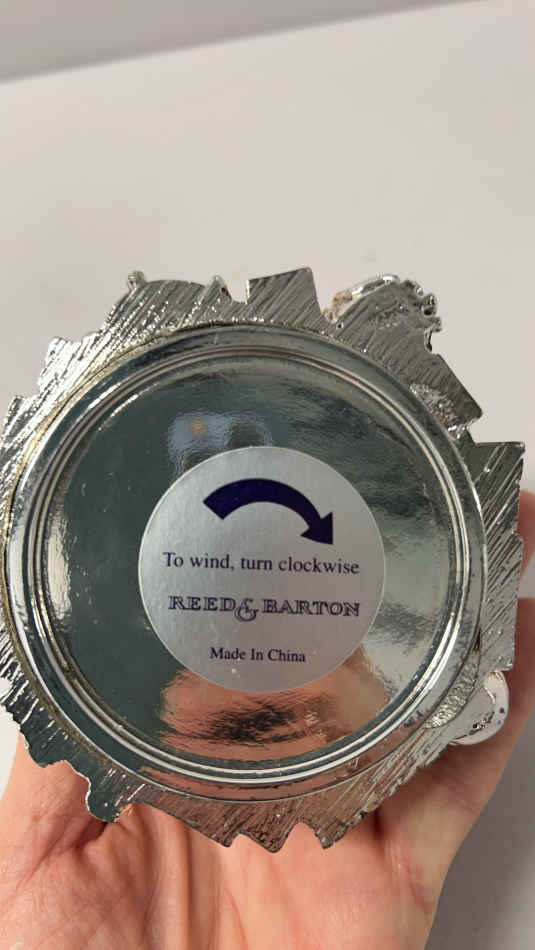 To wind, turn clockwise
REED & BARTON
Made In China